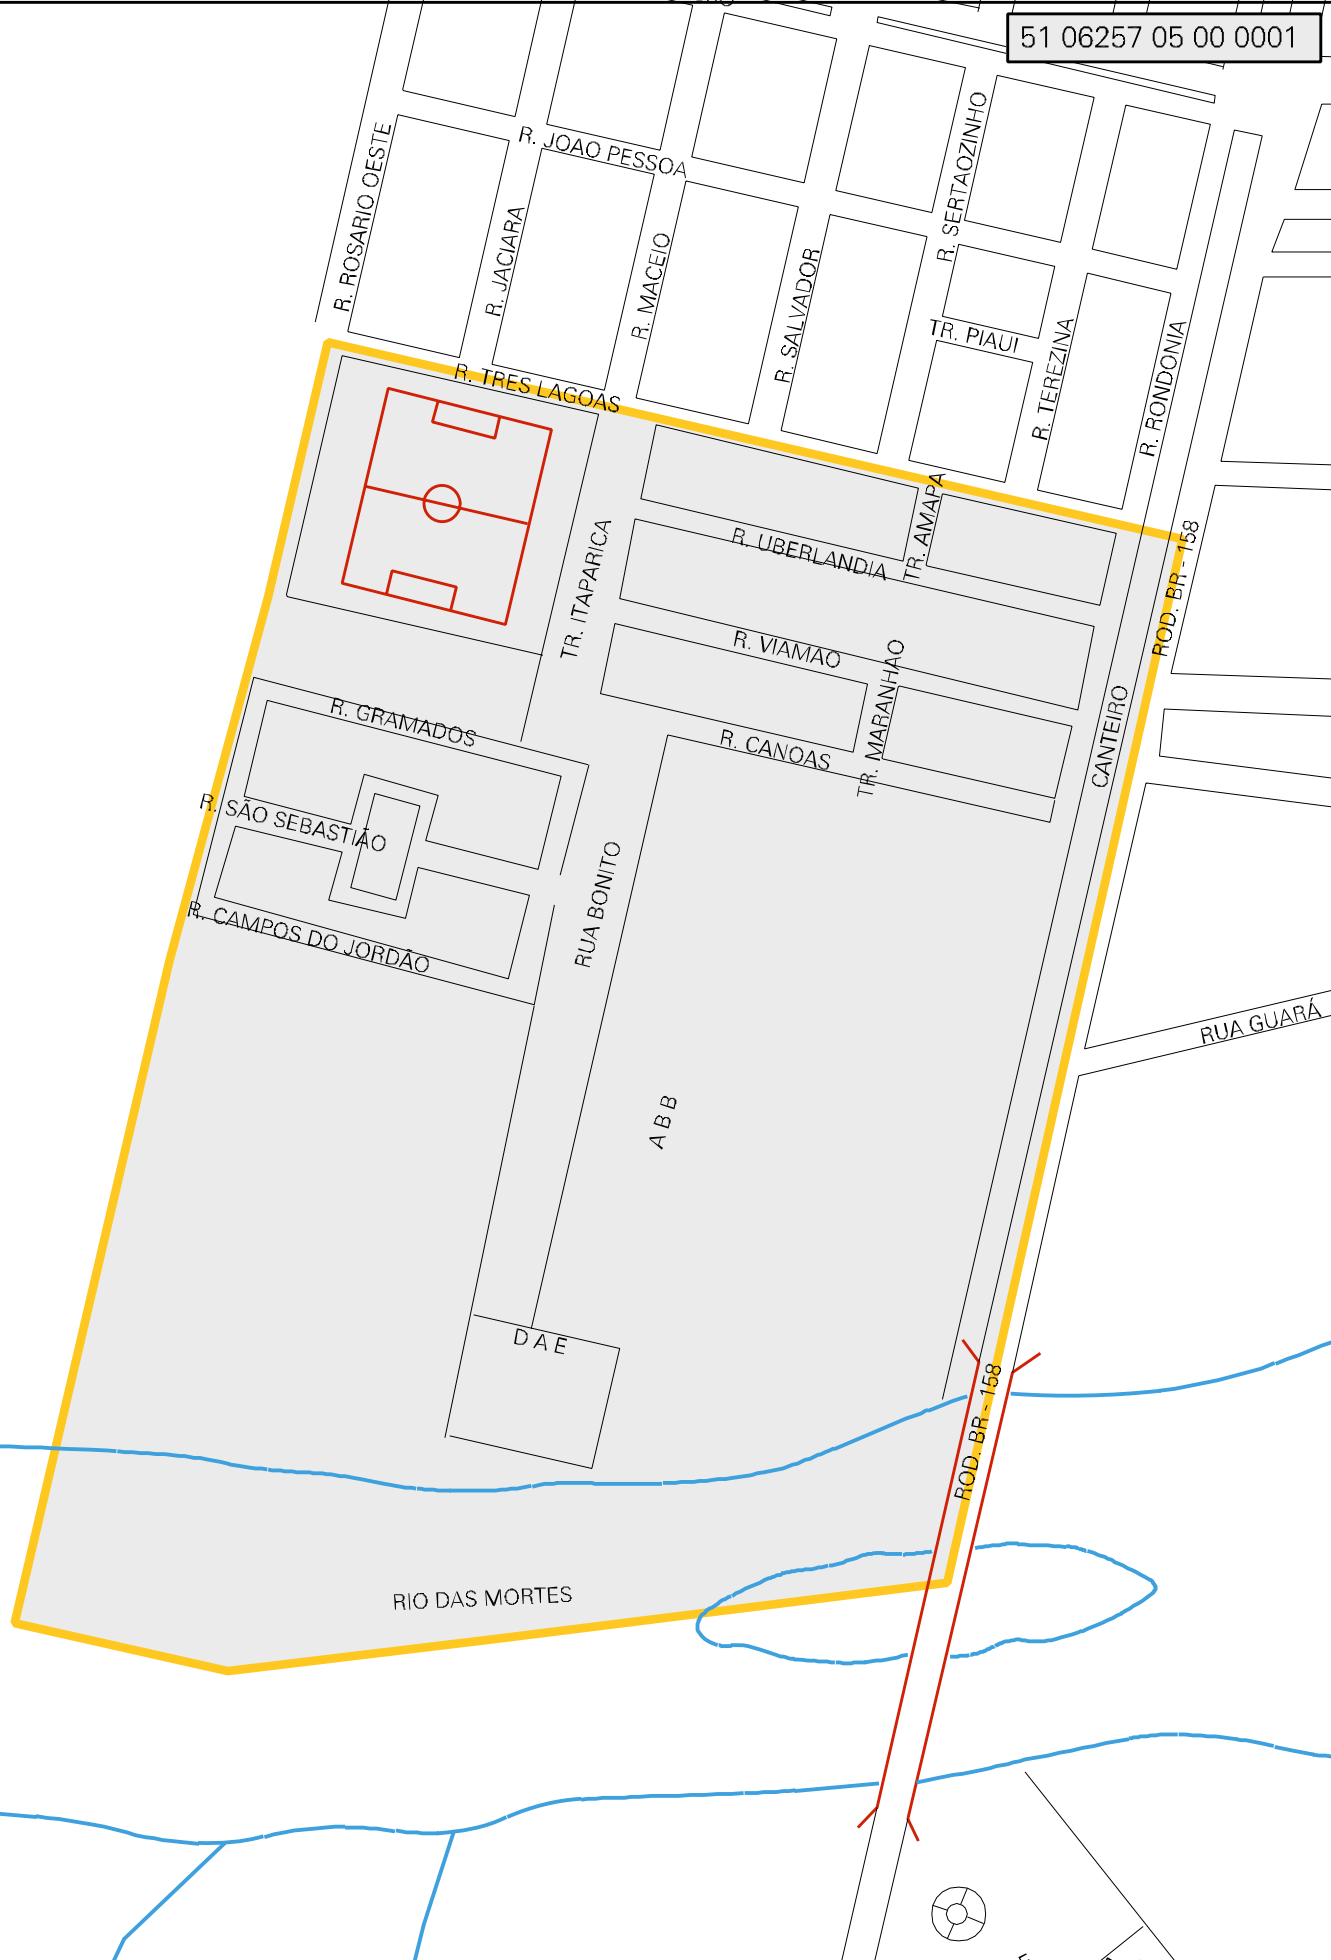 51 06257 05 00 0001
R. JOAO PESSOA
R. SERTAOZINHO
R. ROSARIO OESTE
R. JACIARA
R. MACEIO
R. SALVADOR
TR. PIAUI
R. TEREZINA
R. RONDONIA
R. TRES LAGOAS
TR. AMAPA
R. UBERLANDIA
ROD. BR - 158
TR. ITAPARICA
R. VIAMAO
TR. MARANHAO
CANTEIRO
R. GRAMADOS
R. CANOAS
R. SÃO SEBASTIÃO
RUA BONITO
R. CAMPOS DO JORDÃO
RUA GUARÁ
A B B
D A E
ROD. BR - 158
RIO DAS MORTES